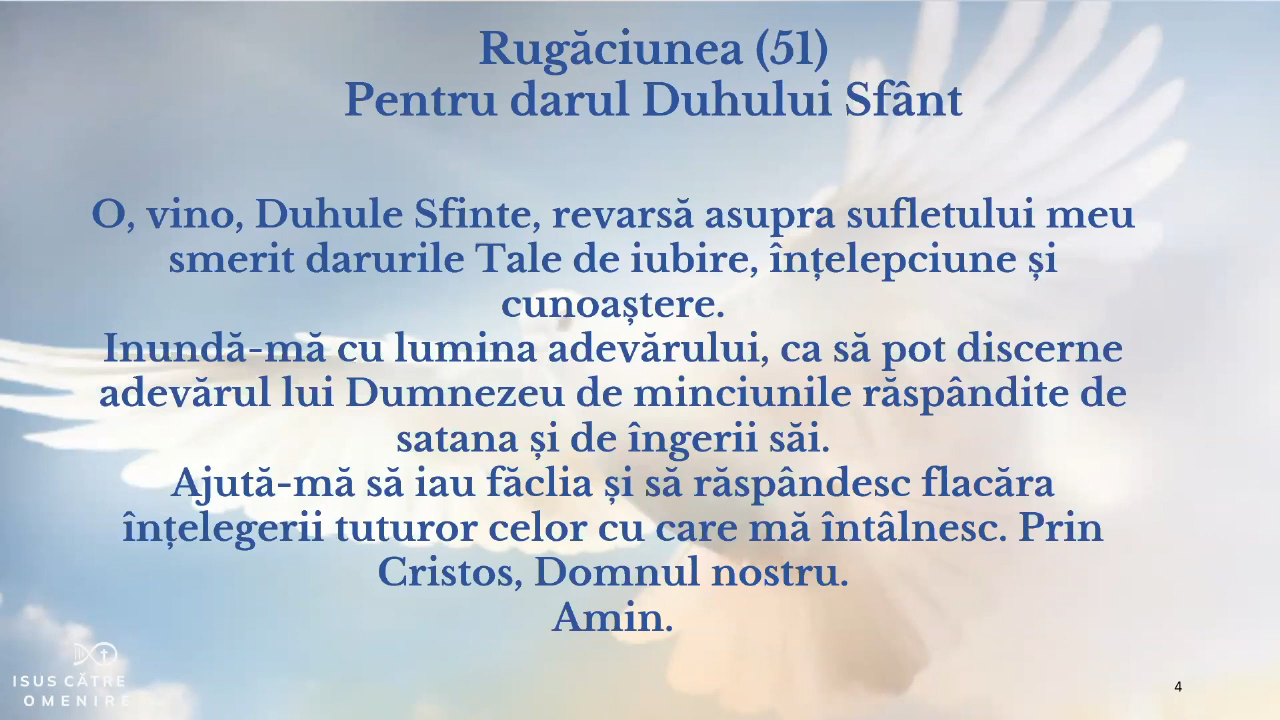 Rugăciunea (51)
Pentru darul Duhului Sfânt
O, vino, Duhule Sfinte, revarsă asupra sufletului meu
smerit darurile Tale de iubire, înțelepciune și
cunoaștere.
Inundă-mă cu lumina adevărului, ca să pot discerne
adevărul lui Dumnezeu de minciunile răspândite de
satana și de îngerii săi.
Ajută-mă să iau făclia și să răspândesc flacăra
înțelegerii tuturor celor cu care mă întâlnesc. Prin
Cristos, Domnul nostru.
Amin.
ISUS CĂTRE
OMENIRE
4